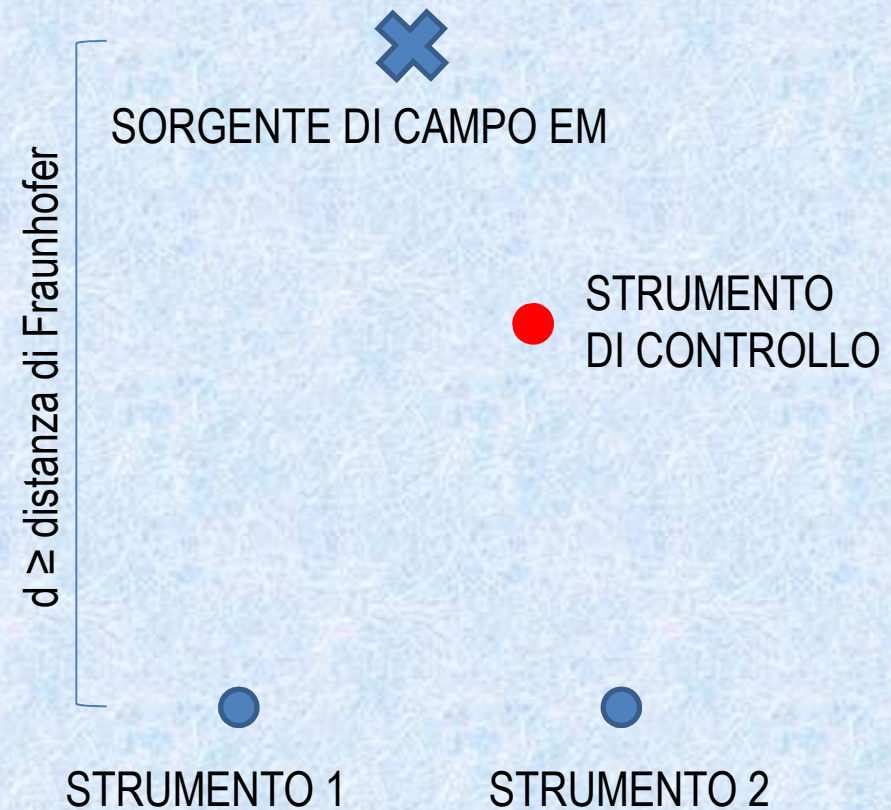 SORGENTE DI CAMPO EM
d ≥ distanza di Fraunhofer
STRUMENTO
DI CONTROLLO
STRUMENTO 1
STRUMENTO 2